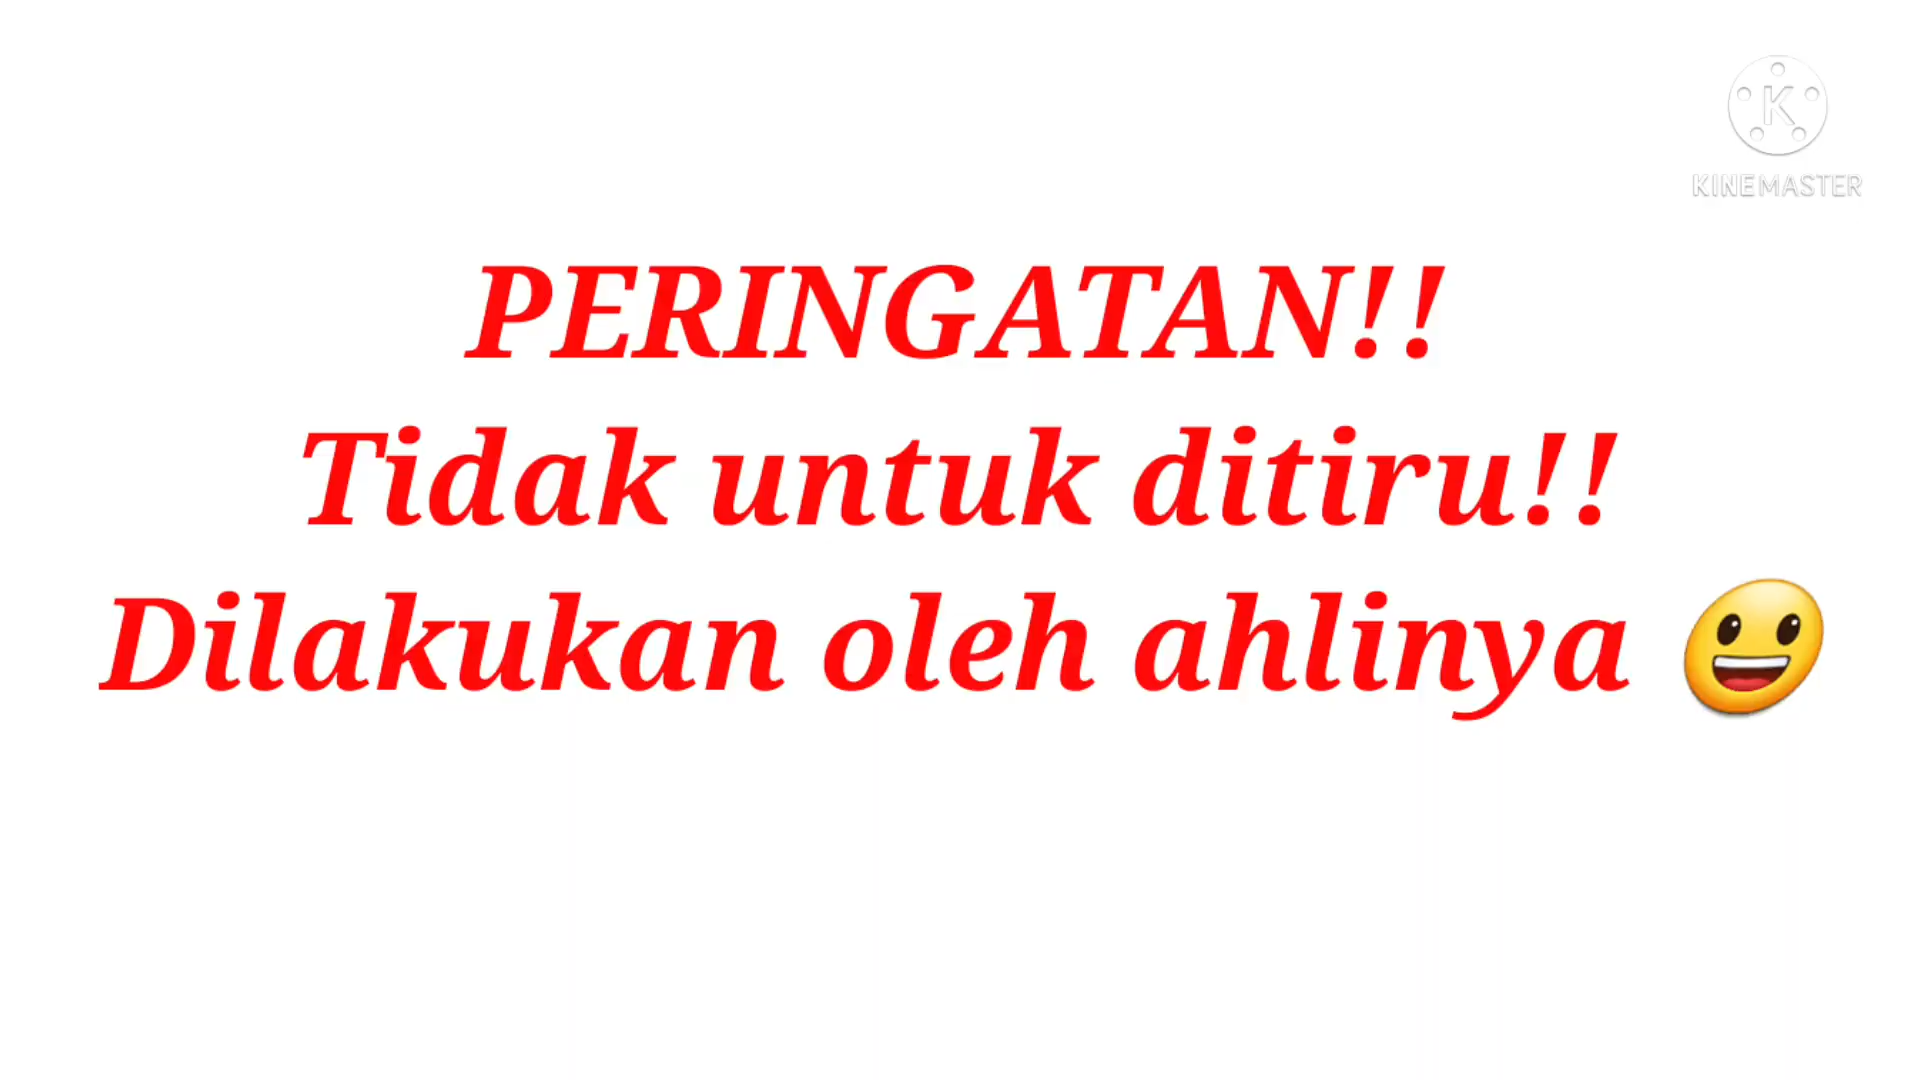 KINEMASTER
PERINGATAN!!
Tidak untuk ditiru!!
Dilakukan oleh ahlinya 😃